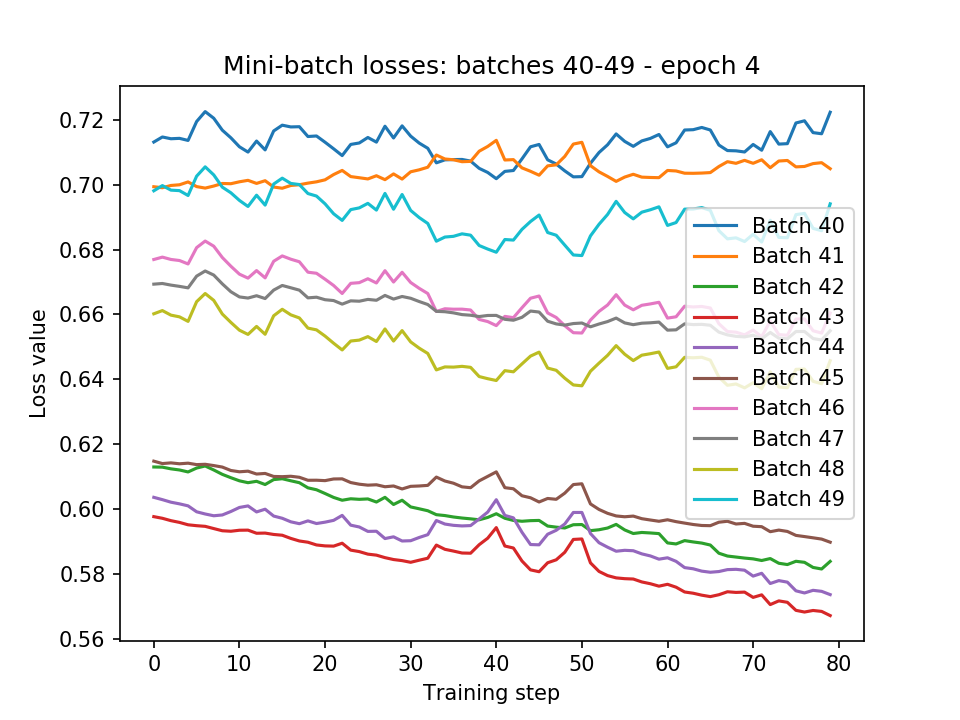 Mini-batch losses: batches 40-49 - epoch 4
Loss value
0.72
0.70
0.68
0.66
0.64
0.62
0.60
0.58
0.56
Batch 40
Batch 41
Batch 42
Batch 43
Batch 44
Batch 45
Batch 46
Batch 47
Batch 48
Batch 49
0 10 20 30 40 50 60 70 80
Training step